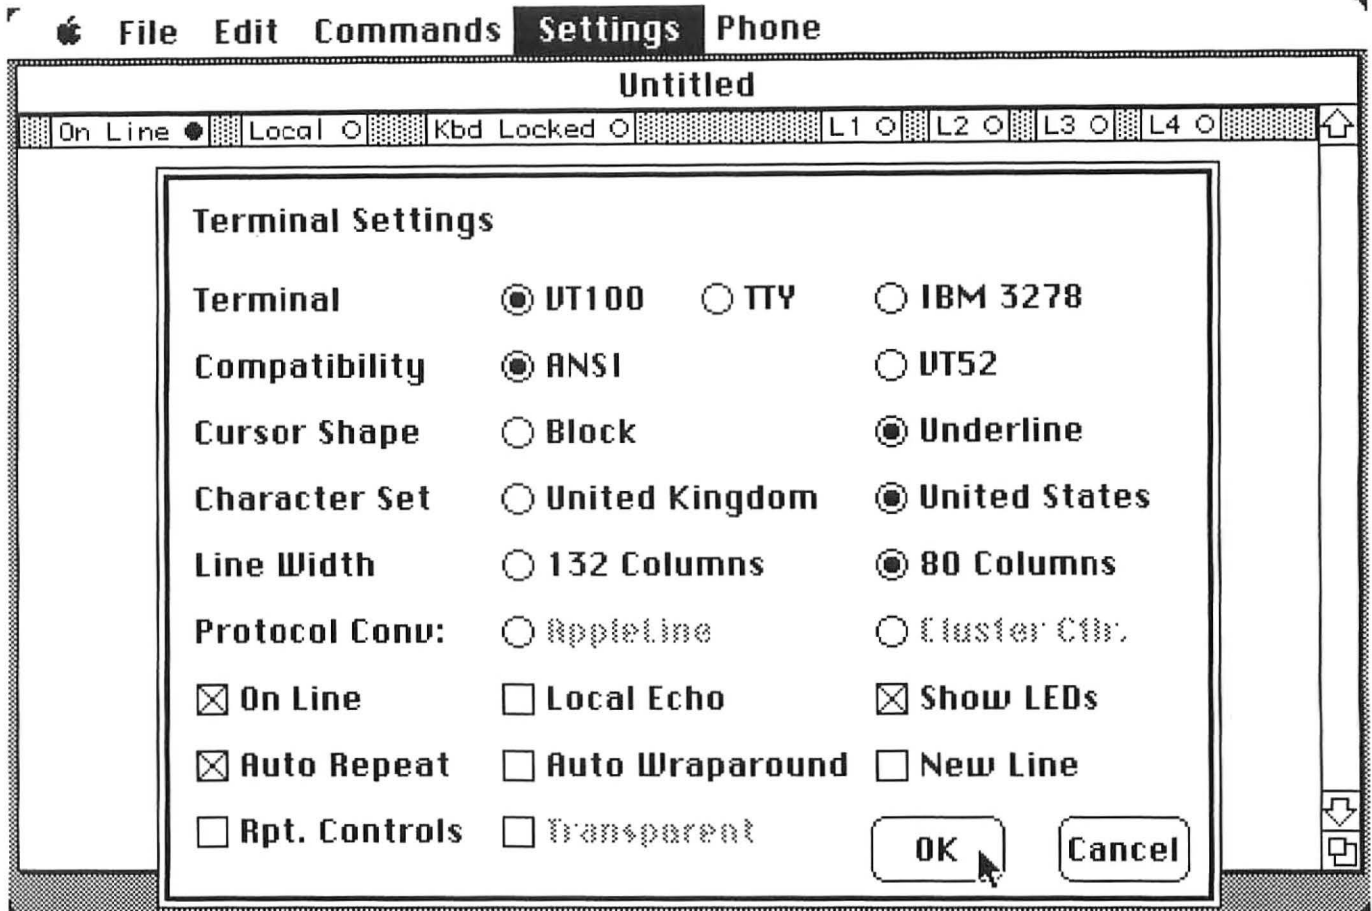 File Edit Commands Settings Phone
Untitled
On Line Local Kbd Locked L1 L2 L3 L4
Terminal Settings
Terminal VT100 TTY IBM 3278
Compatibility ANSI VT52
Cursor Shape Block Underline
Character Set United Kingdom United States
Line Width 132 Columns 80 Columns
Protocol Conv: AppleLine Cluster Ctlr.
On Line Local Echo Show LEDs
Auto Repeat Auto Wraparound New Line
Rpt. Controls Transparent
OK Cancel